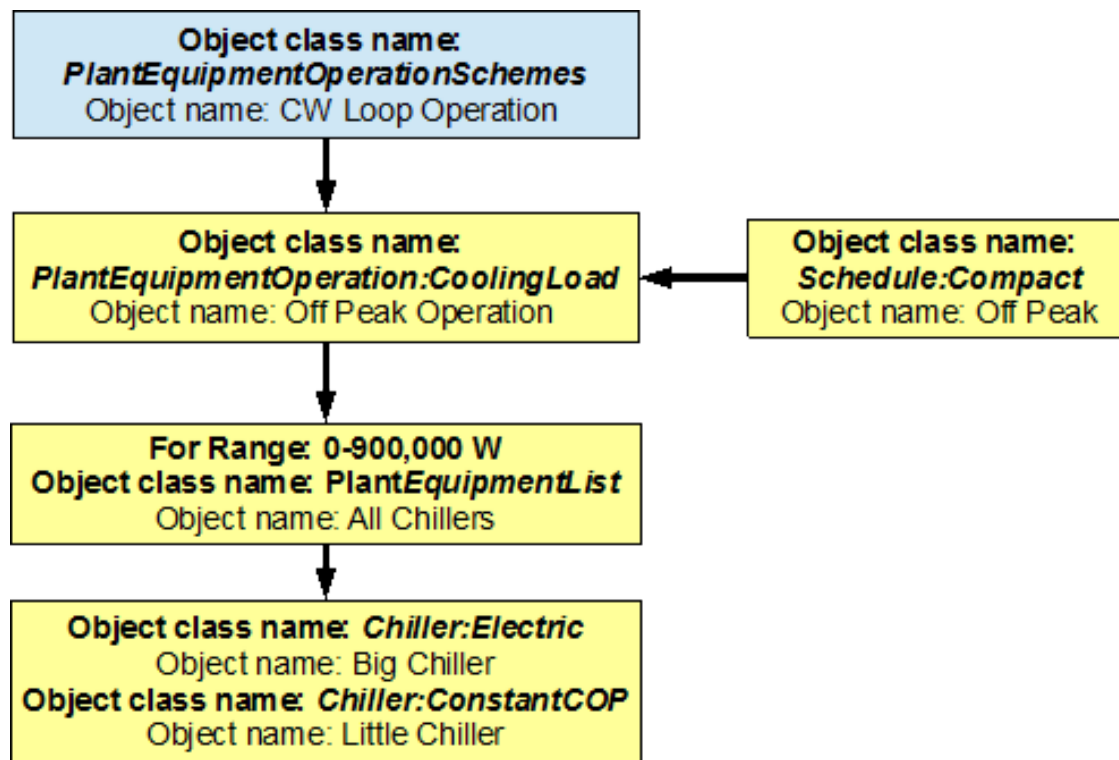 Object class name:
PlantEquipmentOperationSchemes
Object name: CW Loop Operation
Object class name:
PlantEquipmentOperation:CoolingLoad
Object name: Off Peak Operation
Object class name:
Schedule:Compact
Object name: Off Peak
For Range: 0-900,000 W
Object class name: PlantEquipmentList
Object name: All Chillers
Object class name: Chiller:Electric
Object name: Big Chiller
Object class name: Chiller:ConstantCOP
Object name: Little Chiller